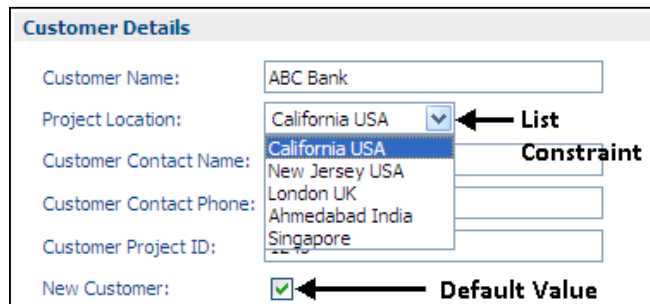 Customer Details
Customer Name: ABC Bank
Project Location: California USA List
California USA Constraint
Customer Contact Name: New Jersey USA
London UK
Customer Contact Phone: Ahmedabad India
Customer Project ID: Singapore
New Customer: Default Value